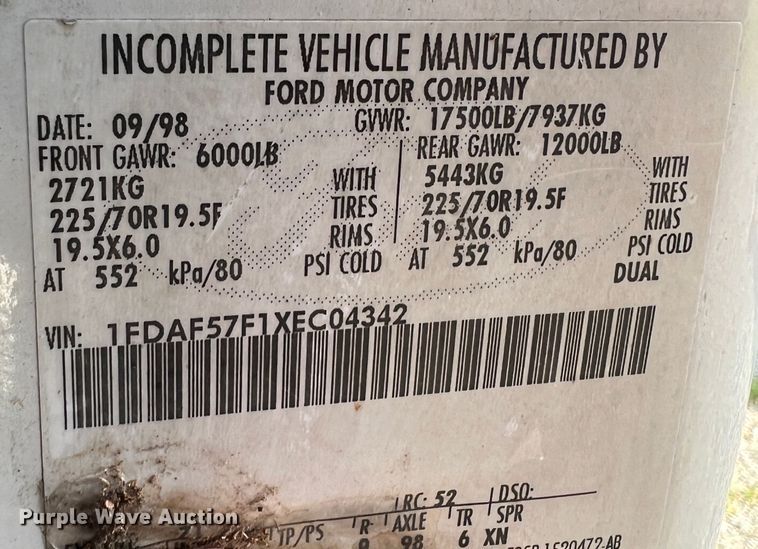 INCOMPLETE VEHICLE MANUFACTURED BY
FORD MOTOR COMPANY
DATE: 09/98 GVWR: 17500LB/7937KG
FRONT GAWR: 6000LB REAR GAWR: 12000LB
2721KG WITH 5443KG WITH
225/70R19.5F TIRES 225/70R19.5F TIRES
19.5X6.0 RIMS 19.5X6.0 RIMS
AT 552 kPa/80 PSI COLD AT 552 kPa/80 PSI COLD
DUAL
VIN: 1FDAF57F1XEC04342
RC: 52 DSO:
TP/PS R AXLE TR SPR
98 6 XN
1520472-AB
Purple Wave Auction